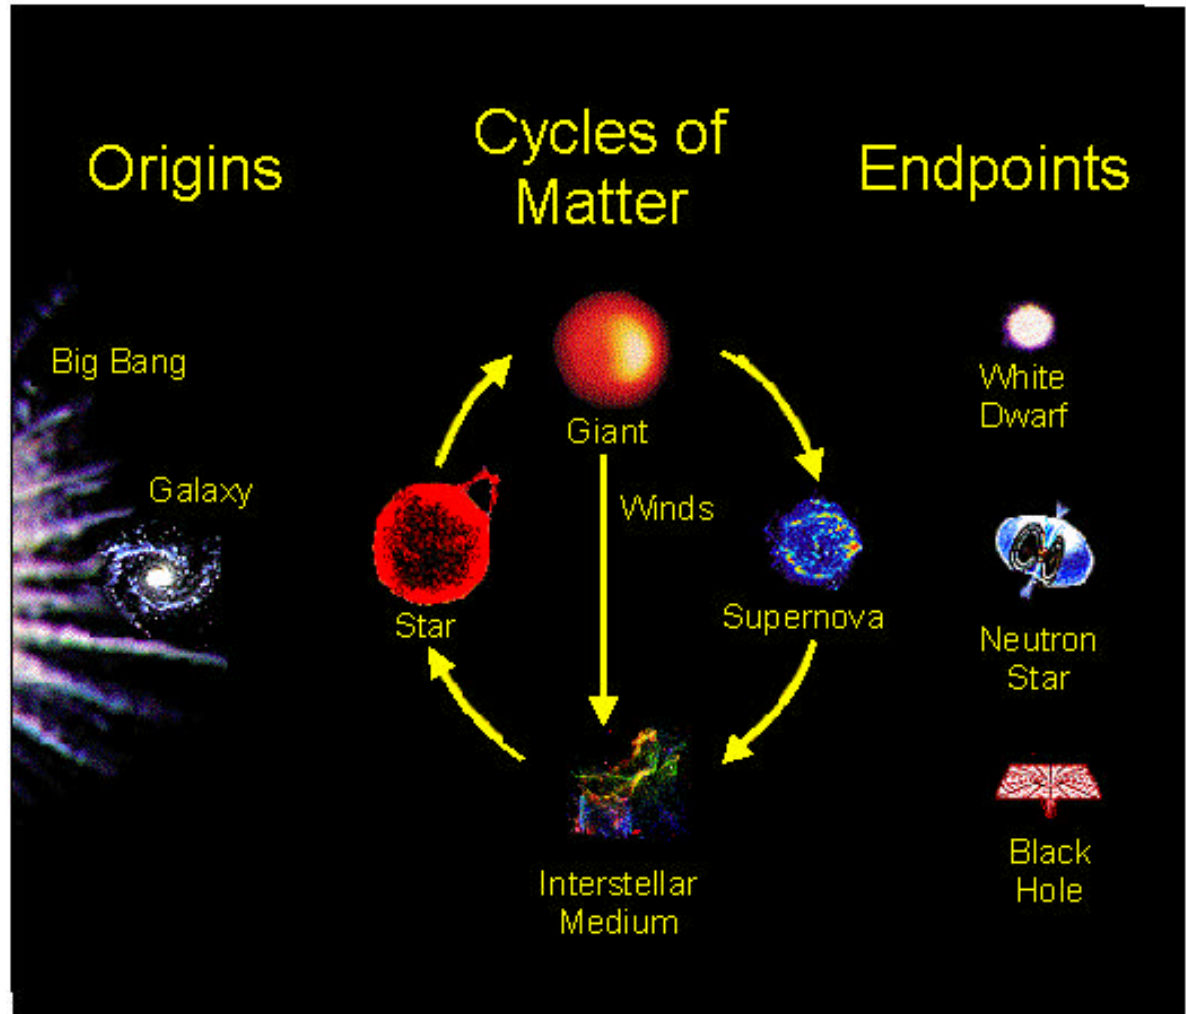 Origins
Cycles of
Matter
Endpoints
Big Bang
Galaxy
Giant
Winds
Star
Supernova
Interstellar
Medium
White
Dwarf
Neutron
Star
Black
Hole